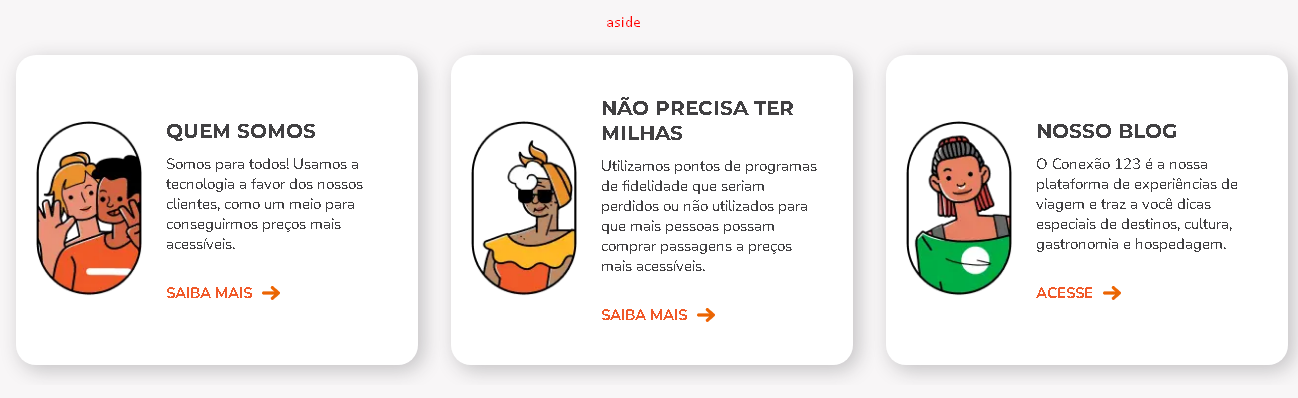 aside
QUEM SOMOS
Somos para todos! Usamos a
tecnologia a favor dos nossos
clientes, como um meio para
conseguirmos preços mais
acessíveis.
SAIBA MAIS
NÃO PRECISA TER
MILHAS
Utilizamos pontos de programas
de fidelidade que seriam
perdidos ou não utilizados para
que mais pessoas possam
comprar passagens a preços
mais acessíveis.
SAIBA MAIS
NOSSO BLOG
O Conexão 123 é a nossa
plataforma de experiências de
viagem e traz a você dicas
especiais de destinos, cultura,
gastronomia e hospedagem.
ACESSE